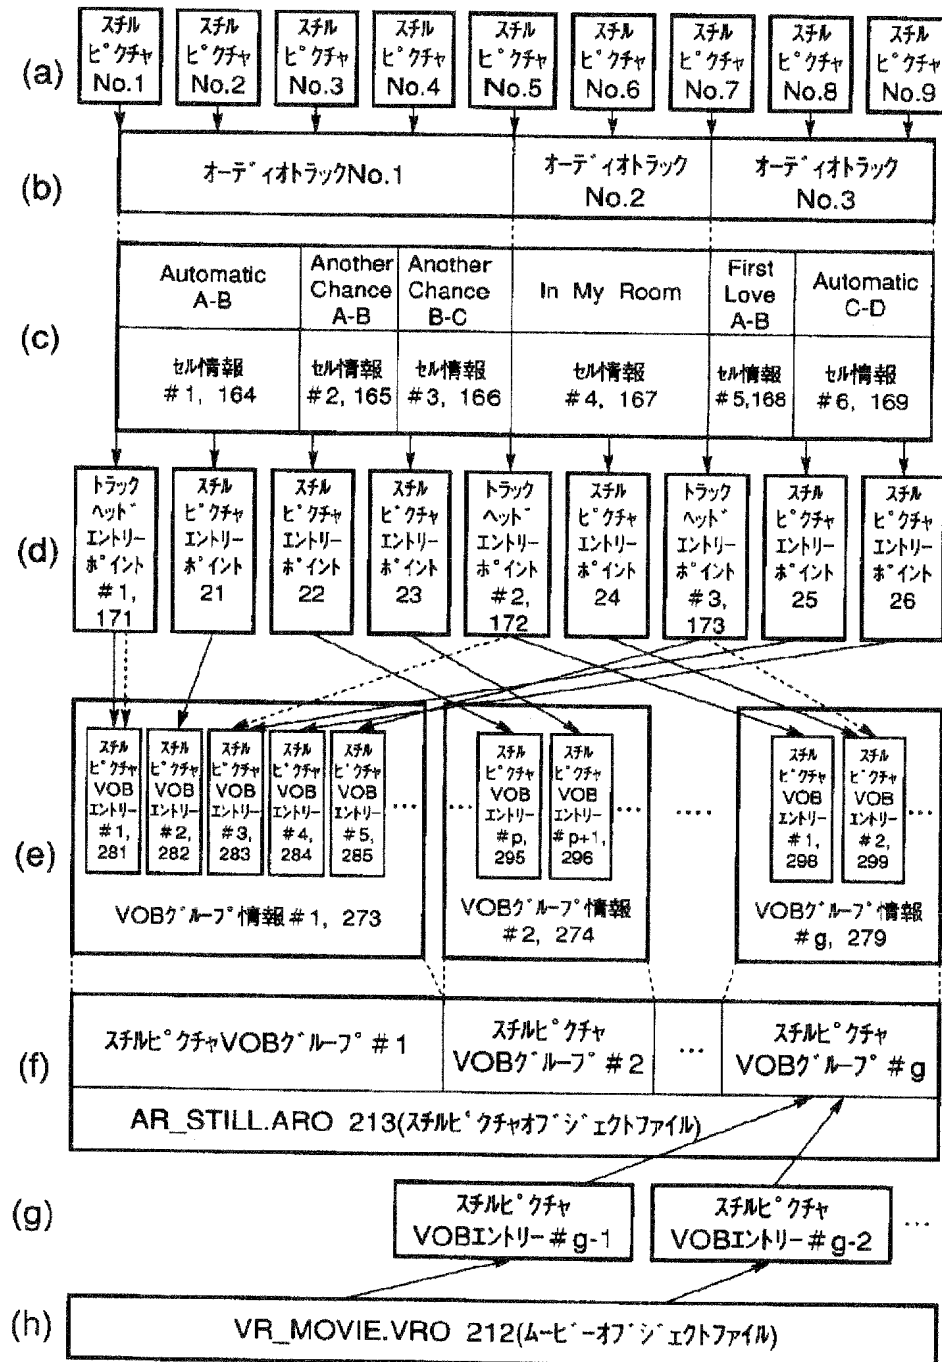 (a)
スチル
ピクチャ
No.1
スチル
ピクチャ
No.2
スチル
ピクチャ
No.3
スチル
ピクチャ
No.4
スチル
ピクチャ
No.5
スチル
ピクチャ
No.6
スチル
ピクチャ
No.7
スチル
ピクチャ
No.8
スチル
ピクチャ
No.9
(b)
オーディオトラックNo.1
オーディオトラック
No.2
オーディオトラック
No.3
(c)
Automatic
A-B
Another
Chance
A-B
Another
Chance
B-C
In My Room
First
Love
A-B
Automatic
C-D
セル情報
#1, 164
セル情報
#2, 165
セル情報
#3, 166
セル情報
#4, 167
セル情報
#5,168
セル情報
#6, 169
(d)
トラック
ヘッド
エントリー
ポイント
#1,
171
スチル
ピクチャ
エントリー
ポイント
21
スチル
ピクチャ
エントリー
ポイント
22
スチル
ピクチャ
エントリー
ポイント
23
トラック
ヘッド
エントリー
ポイント
#2,
172
スチル
ピクチャ
エントリー
ポイント
24
トラック
ヘッド
エントリー
ポイント
#3,
173
スチル
ピクチャ
エントリー
ポイント
25
スチル
ピクチャ
エントリー
ポイント
26
(e)
スチル
ピクチャ
VOB
エントリー
#1,
281
スチル
ピクチャ
VOB
エントリー
#2,
282
スチル
ピクチャ
VOB
エントリー
#3,
283
スチル
ピクチャ
VOB
エントリー
#4,
284
スチル
ピクチャ
VOB
エントリー
#5,
285
....
VOBグループ情報#1, 273
....
スチル
ピクチャ
VOB
エントリー
#p,
295
スチル
ピクチャ
VOB
エントリー
#p+1,
296
....
VOBグループ情報
#2, 274
....
スチル
ピクチャ
VOB
エントリー
#1,
298
スチル
ピクチャ
VOB
エントリー
#2,
299
...
VOBグループ情報
#g, 279
(f)
スチルピクチャVOBグループ#1
スチルピクチャ
VOBグループ#2
...
スチルピクチャ
VOBグループ#g
AR_STILL.ARO 213(スチルピクチャオブジェクトファイル)
(g)
スチルピクチャ
VOBエントリー#g-1
スチルピクチャ
VOBエントリー#g-2
...
(h)
VR_MOVIE.VRO 212(ムービーオブジェクトファイル)